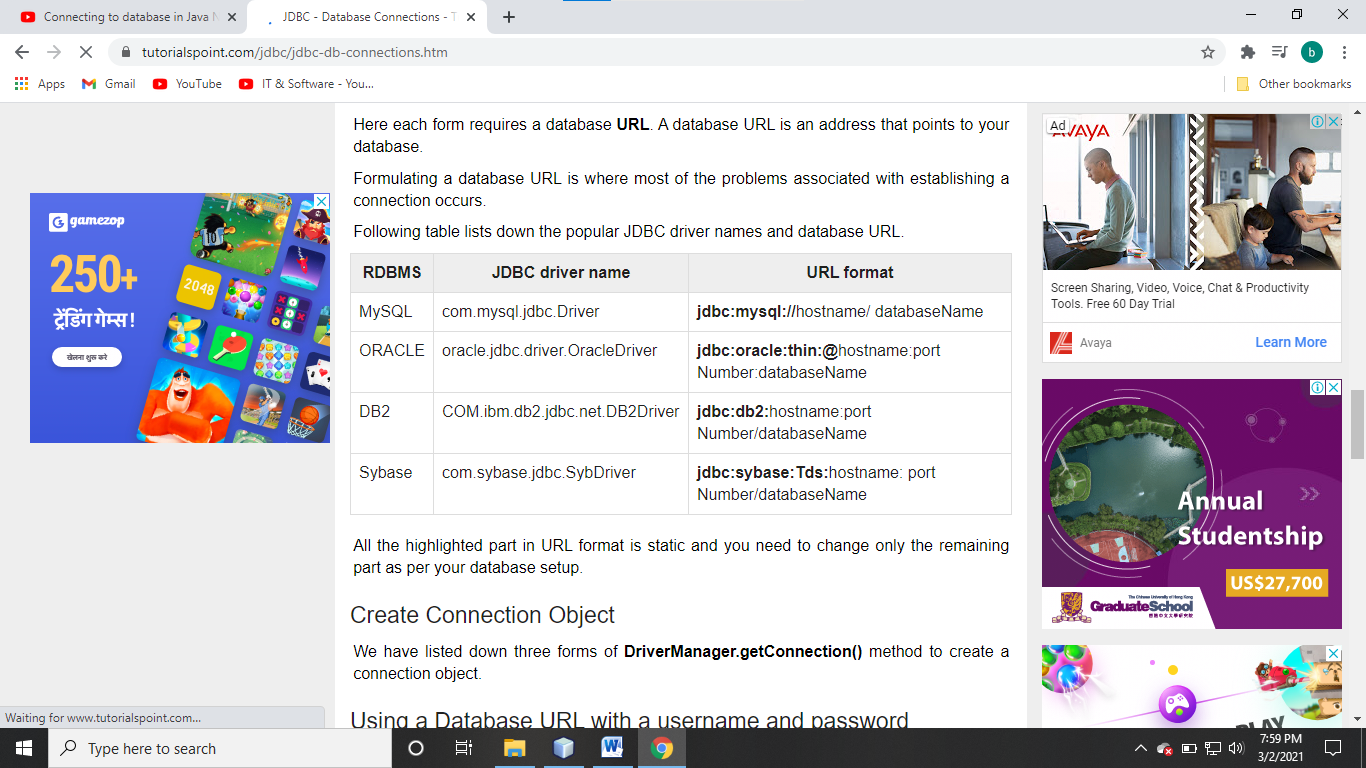 Connecting to database in Java N
JDBC - Database Connections - T
tutorialspoint.com/jdbc/jdbc-db-connections.htm
b
Apps
Gmail
YouTube
IT & Software - You...
Other bookmarks
Here each form requires a database URL. A database URL is an address that points to your
database.
Formulating a database URL is where most of the problems associated with establishing a
connection occurs.
Following table lists down the popular JDBC driver names and database URL.
RDBMS JDBC driver name URL format
MySQL com.mysql.jdbc.Driver jdbc:mysql://hostname/ databaseName
ORACLE oracle.jdbc.driver.OracleDriver jdbc:oracle:thin:@hostname:port
Number:databaseName
DB2 COM.ibm.db2.jdbc.net.DB2Driver jdbc:db2:hostname:port
Number/databaseName
Sybase com.sybase.jdbc.SybDriver jdbc:sybase:Tds:hostname: port
Number/databaseName
All the highlighted part in URL format is static and you need to change only the remaining
part as per your database setup.
Create Connection Object
We have listed down three forms of DriverManager.getConnection() method to create a
connection object.
Using a Database URL with a username and password
G gamezop
250+
ट्रेंडिंग गेम्स !
खेलना शुरू करे
2048
10
Ad
AVAYA
Screen Sharing, Video, Voice, Chat & Productivity
Tools. Free 60 Day Trial
Avaya
Learn More
Annual
Studentship
US$27,700
The Chinese University of Hong Kong
GraduateSchool
香港中文大學研究院
PLAY
Waiting for www.tutorialspoint.com...
Type here to search
W
7:59 PM
3/2/2021